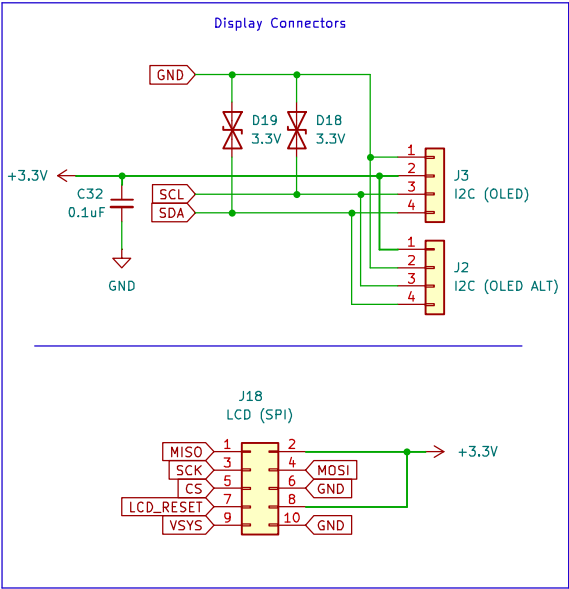 Display Connectors
GND
D19
3.3V
D18
3.3V
+3.3V
C32
0.1uF
GND
SCL
SDA
1
2
3
4
J3
I2C (OLED)
1
2
3
4
J2
I2C (OLED ALT)
J18
LCD (SPI)
MISO 1 2 +3.3V
SCK 3 4 MOSI
CS 5 6 GND
LCD_RESET 7 8
VSYS 9 10 GND